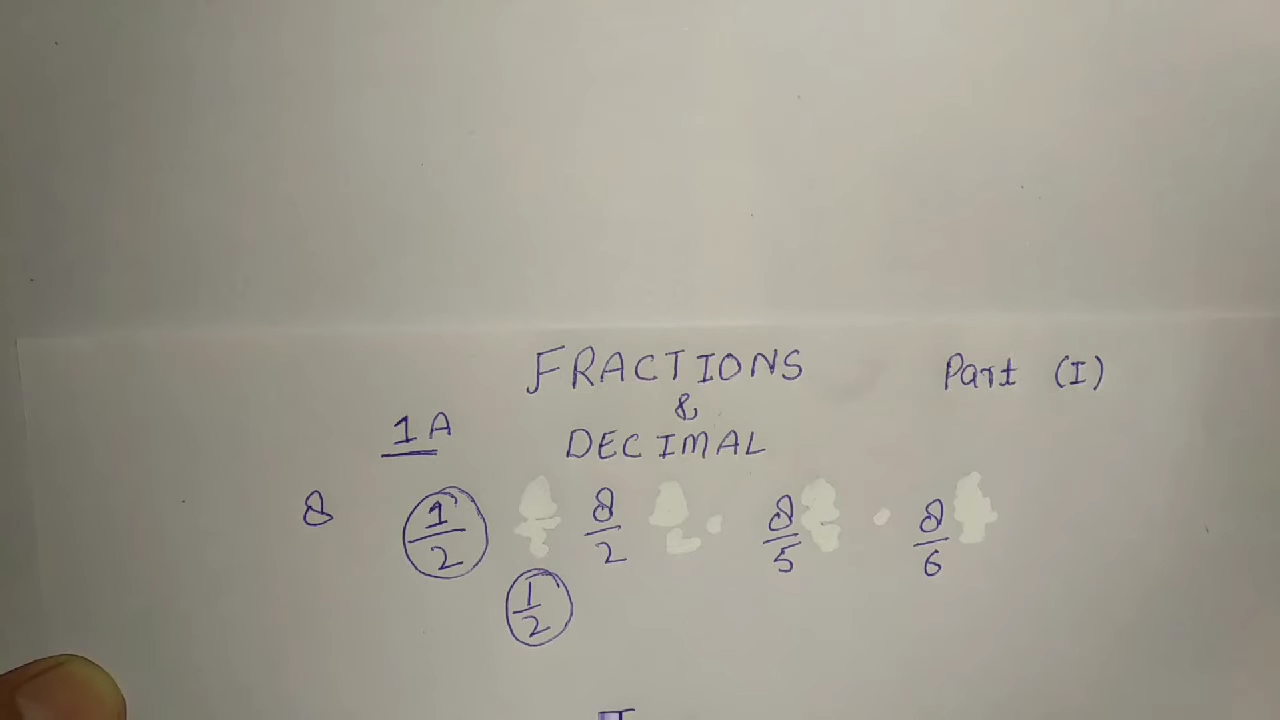 FRACTIONS Part (I)
&
1A DECIMAL
8 1/2 8/2 8/5 8/6
1/2